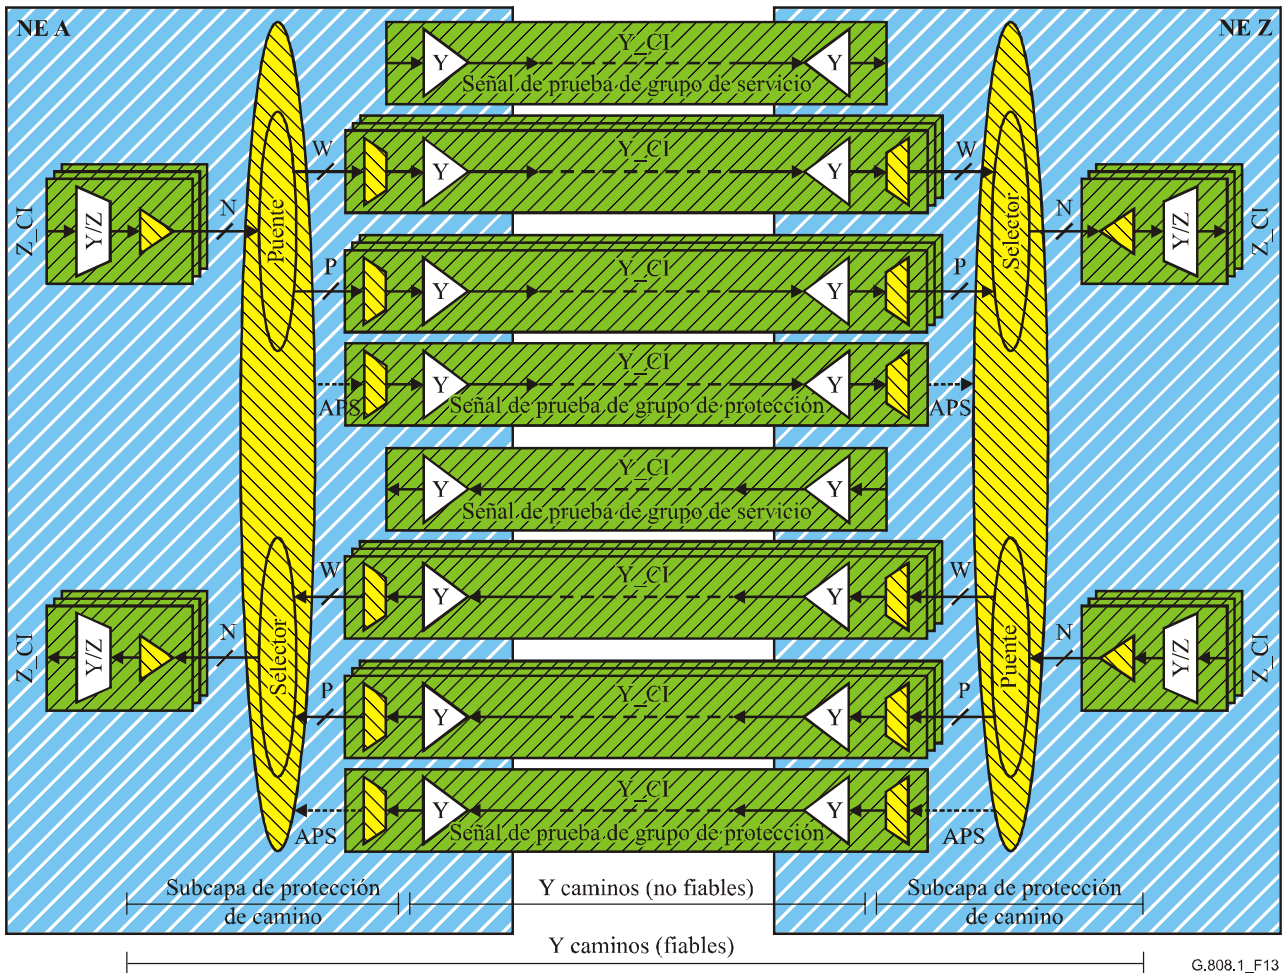 NE A
NE Z
Y_CI
Y
Y
Señal de prueba de grupo de servicio
W
Y_CI
W
Y
Y
Z_CI
Y/Z
N
Puente
Selector
N
Y/Z
Z_CI
P
Y_CI
P
Y
Y
Y_CI
Y
Y
APS
Señal de prueba de grupo de protección
APS
Y_CI
Y
Y
Señal de prueba de grupo de servicio
W
Y_CI
W
Y
Y
Z_CI
Y/Z
N
Selector
Puente
N
Y/Z
Z_CI
P
Y_CI
P
Y
Y
Y_CI
Y
Y
APS
Señal de prueba de grupo de protección
APS
Subcapa de protección
de camino
Y caminos (no fiables)
Subcapa de protección
de camino
Y caminos (fiables)
G.808.1_F13